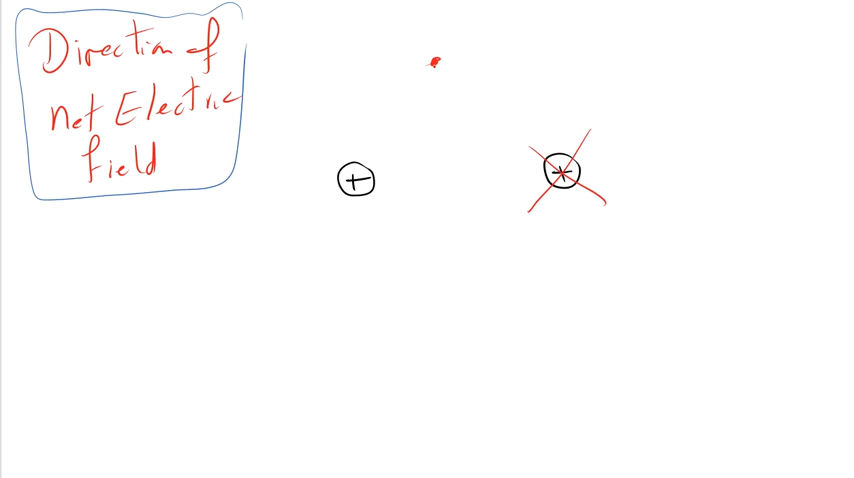 Direction of
net Electric
field
+
+